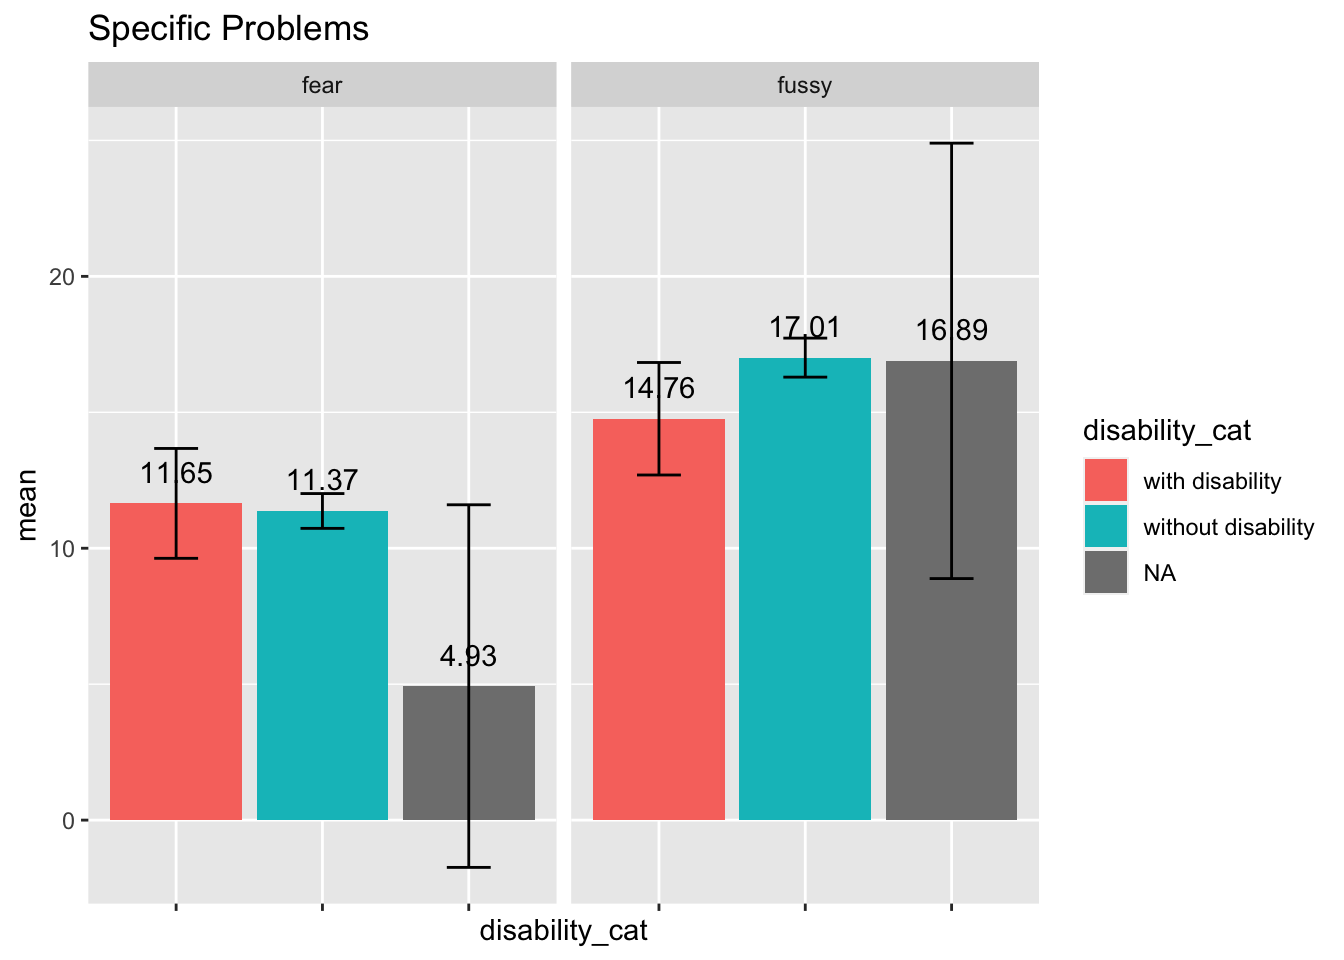 Specific Problems
fear
fussy
20
10
0
mean
11.65
11.37
4.93
14.76
17.01
16.89
disability_cat
disability_cat
with disability
without disability
NA